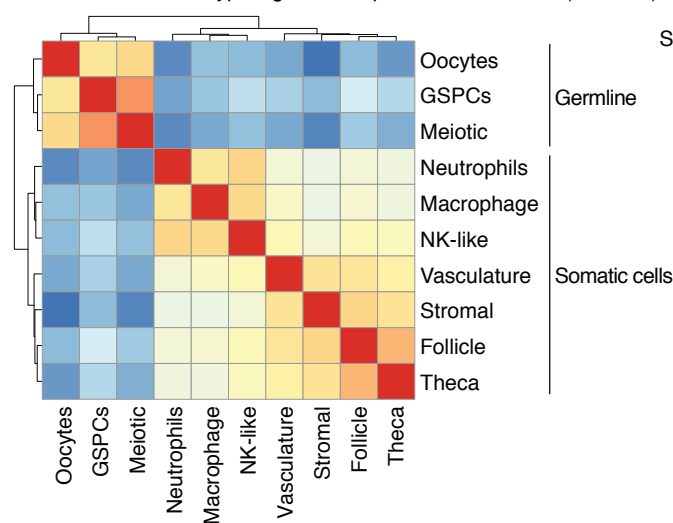 S
Oocytes
GSPCs
Germline
Meiotic
Neutrophils
Macrophage
NK-like
Vasculature
Somatic cells
Stromal
Follicle
Theca
Oocytes
GSPCs
Meiotic
Neutrophils
Macrophage
NK-like
Vasculature
Stromal
Follicle
Theca